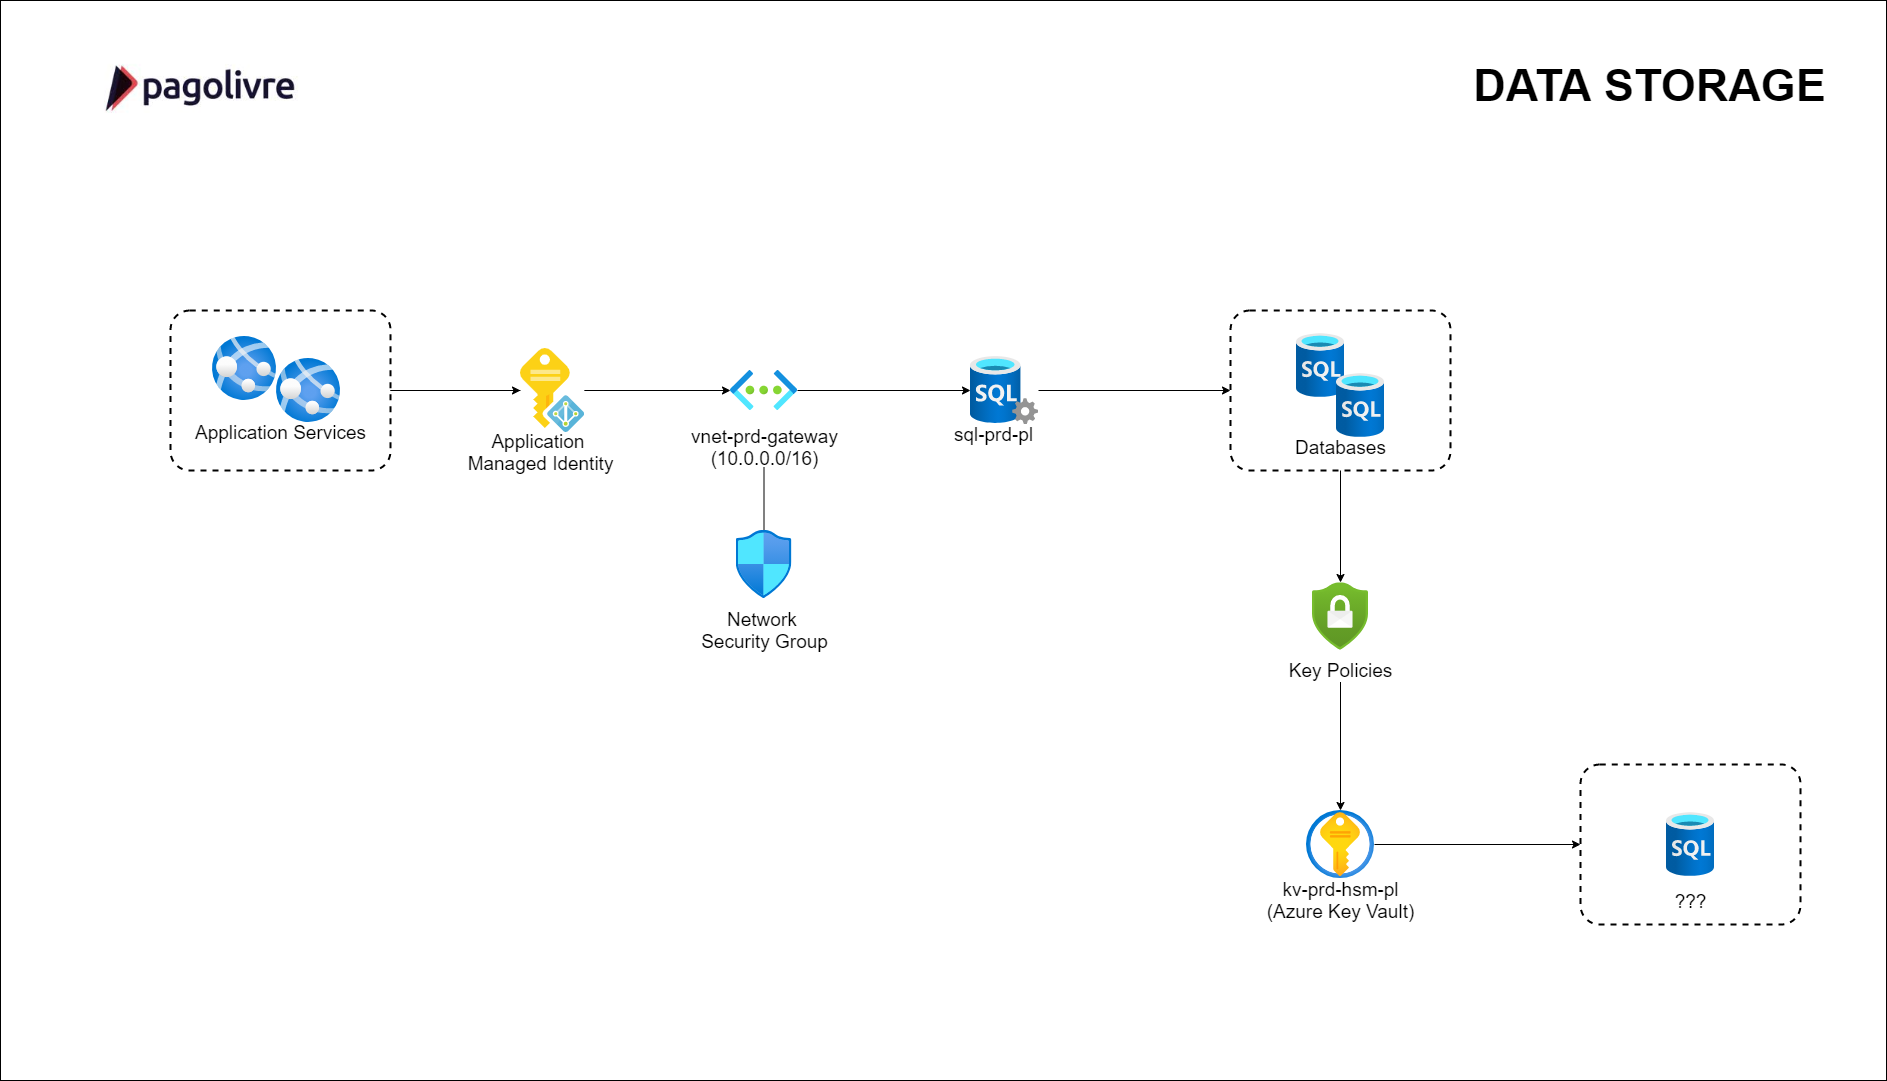 pagolivre
DATA STORAGE
Application Services
Application
Managed Identity
vnet-prd-gateway
(10.0.0.0/16)
Network
Security Group
SQL
sql-prd-pl
SQL
SQL
Databases
Key Policies
kv-prd-hsm-pl
(Azure Key Vault)
SQL
???